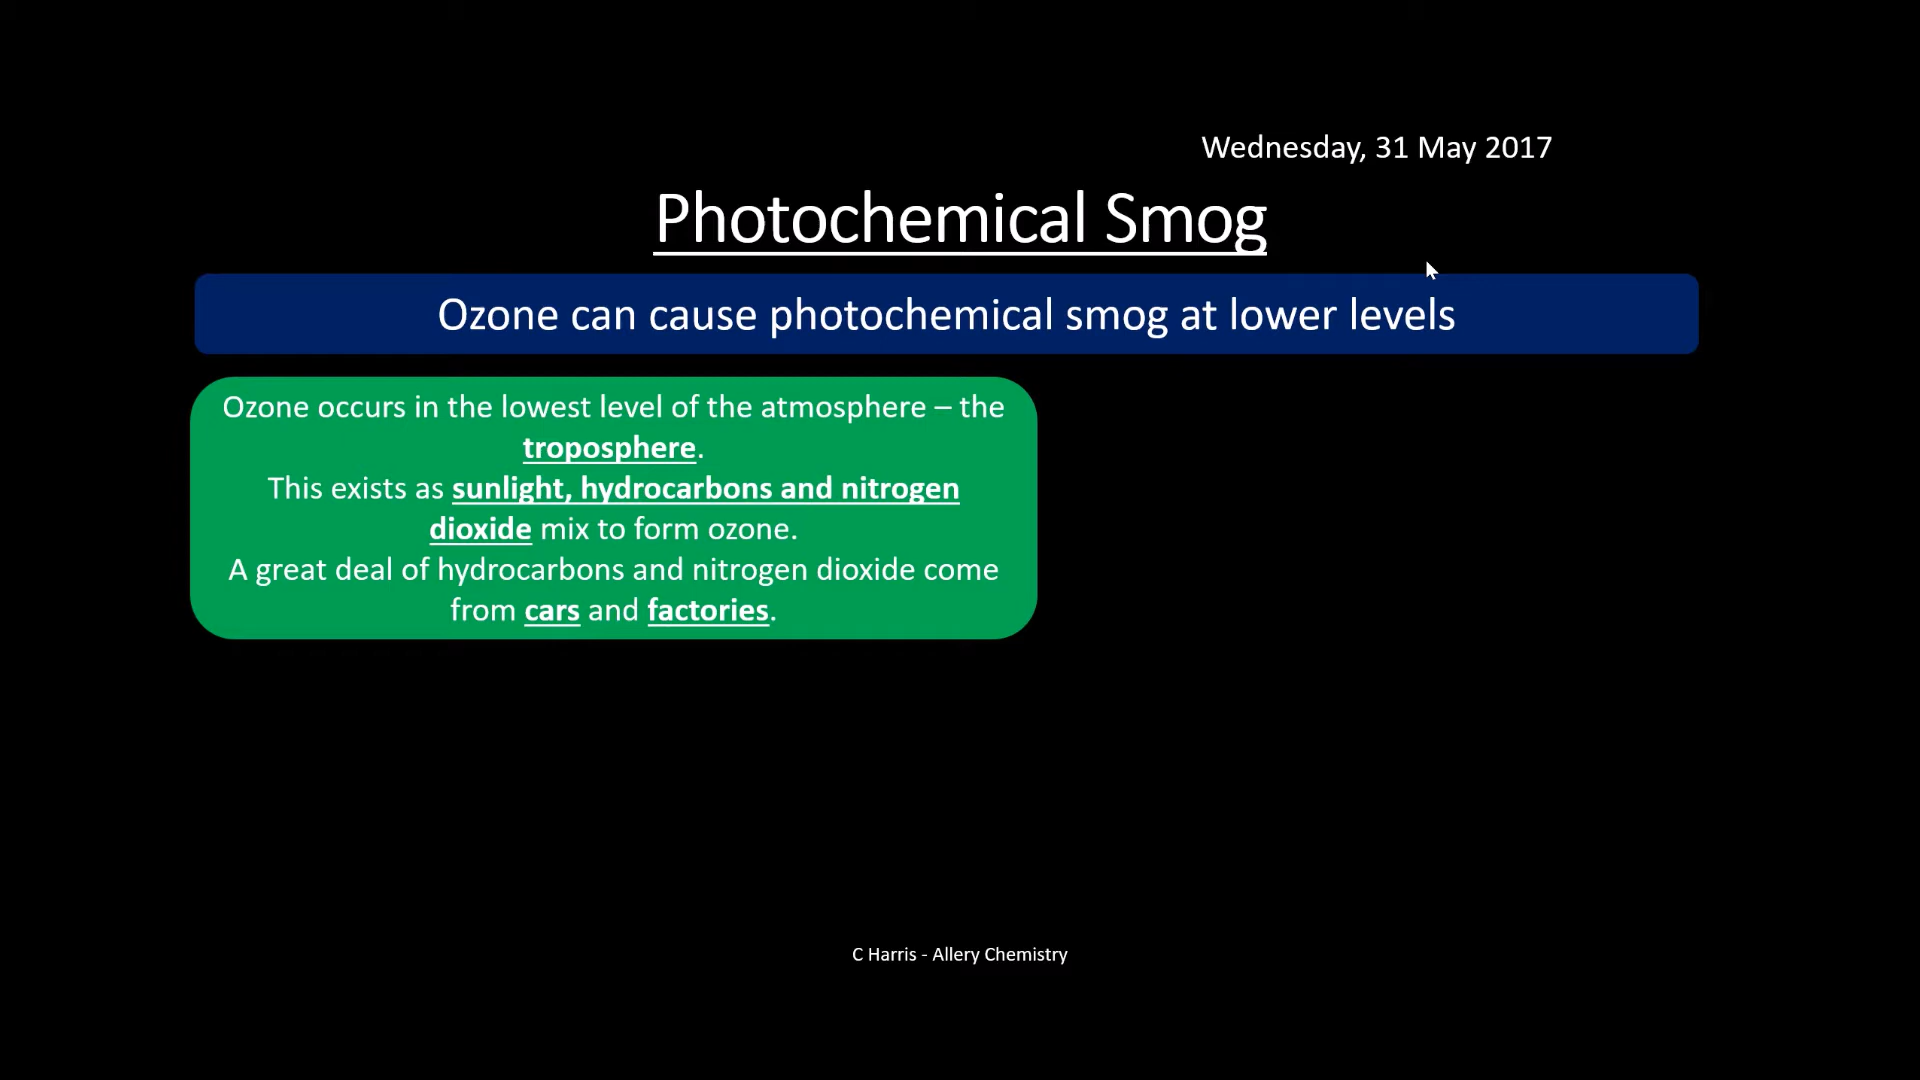 Wednesday, 31 May 2017
Photochemical Smog
Ozone can cause photochemical smog at lower levels
Ozone occurs in the lowest level of the atmosphere – the
troposphere.
This exists as sunlight, hydrocarbons and nitrogen
dioxide mix to form ozone.
A great deal of hydrocarbons and nitrogen dioxide come
from cars and factories.
C Harris - Allery Chemistry